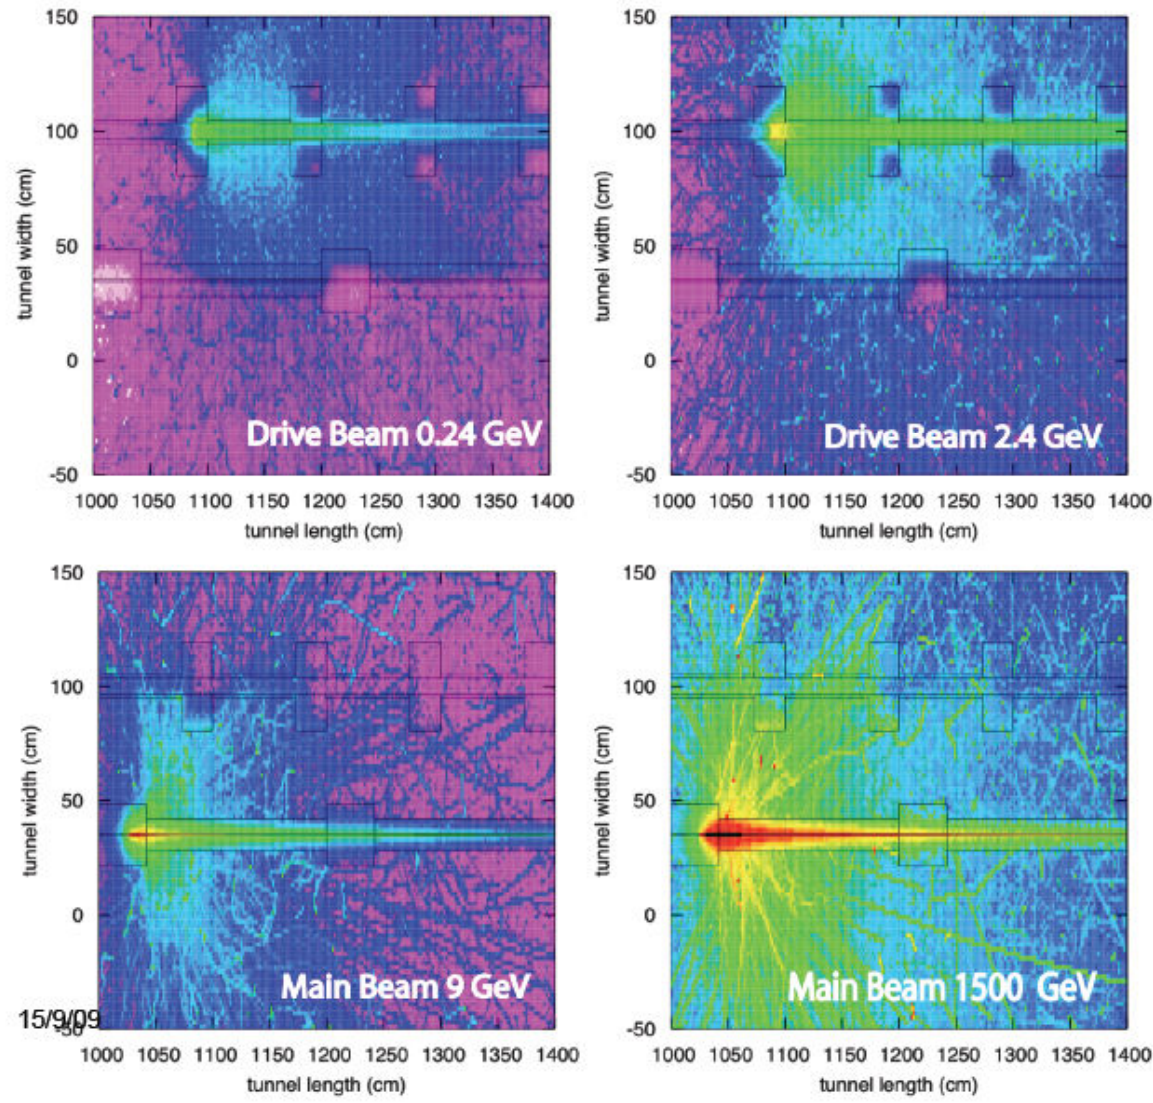 150
100
50
0
-50
tunnel width (cm)
Drive Beam 0.24 GeV
1000 1050 1100 1150 1200 1250 1300 1350 1400
tunnel length (cm)
150
100
50
0
-50
tunnel width (cm)
Drive Beam 2.4 GeV
1000 1050 1100 1150 1200 1250 1300 1350 1400
tunnel length (cm)
150
100
50
0
-50
tunnel width (cm)
Main Beam 9 GeV
15/9/09
1000 1050 1100 1150 1200 1250 1300 1350 1400
tunnel length (cm)
150
100
50
0
-50
tunnel width (cm)
Main Beam 1500 GeV
1000 1050 1100 1150 1200 1250 1300 1350 1400
tunnel length (cm)